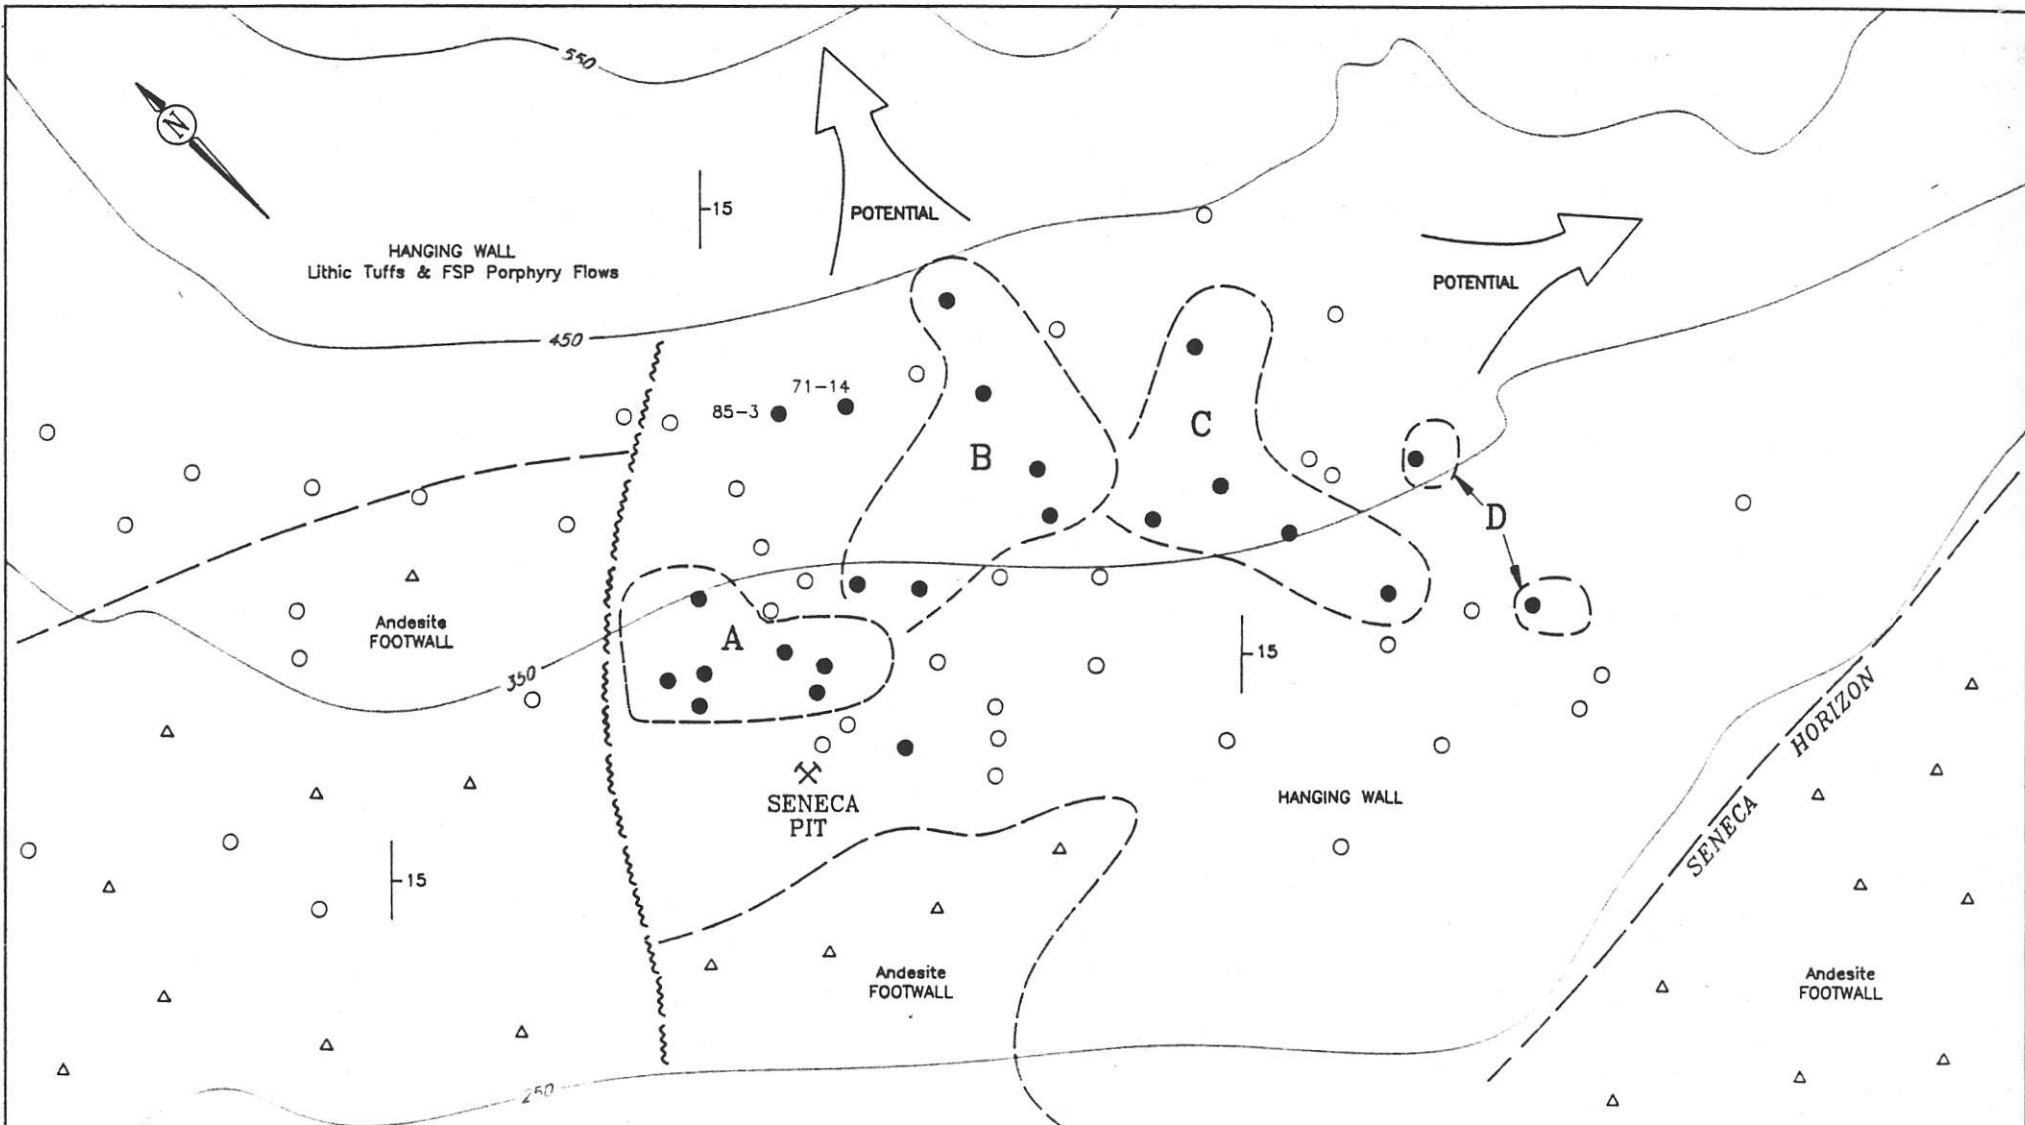 550
N
15
POTENTIAL
HANGING WALL
Lithic Tuffs & FSP Porphyry Flows
POTENTIAL
450
71-14
85-3
C
B
D
Andesite
FOOTWALL
A
15
350
HORIZON
SENECA
PIT
HANGING WALL
SENECA
15
Andesite
FOOTWALL
Andesite
FOOTWALL
250